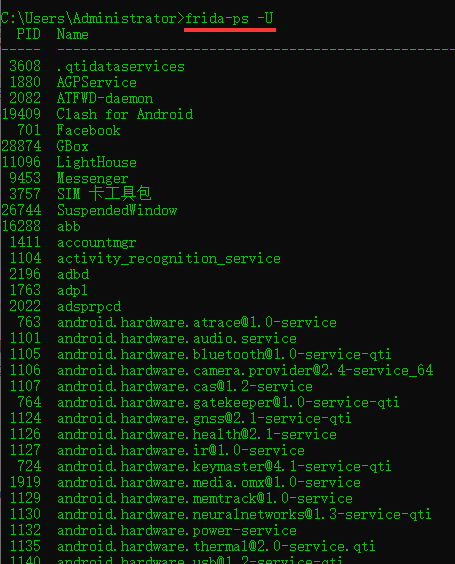 C:\Users\Administrator>frida-ps -U
PID Name
----- --------------------------------------------------
3608 .qtidataservices
1880 AGPService
2082 ATFWD-daemon
19409 Clash for Android
701 Facebook
28874 GBox
11096 LightHouse
9453 Messenger
3757 SIM 卡工具包
26744 SuspendedWindow
16288 abb
1411 accountmgr
1104 activity_recognition_service
2196 adbd
1763 adpl
2022 adsprpcd
763 android.hardware.atrace@1.0-service
1101 android.hardware.audio.service
1105 android.hardware.bluetooth@1.0-service-qti
1106 android.hardware.camera.provider@2.4-service_64
1107 android.hardware.cas@1.2-service
764 android.hardware.gatekeeper@1.0-service-qti
1124 android.hardware.gnss@2.1-service-qti
1126 android.hardware.health@2.1-service
1127 android.hardware.ir@1.0-service
724 android.hardware.keymaster@4.1-service-qti
1919 android.hardware.media.omx@1.0-service
1129 android.hardware.memtrack@1.0-service
1130 android.hardware.neuralnetworks@1.3-service-qti
1132 android.hardware.power-service
1135 android.hardware.thermal@2.0-service.qti
1140 android.hardware.usb@1.2-service-qti